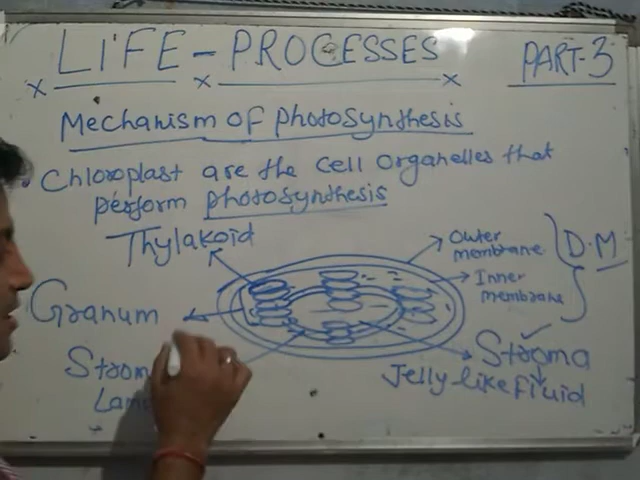 LIFE - PROCESSES
PART-3
Mechanism of Photosynthesis
Chloroplast are the cell organelles that
perform photosynthesis
Thylakoid
Outer
membrane
D.M
Inner
membrane
Granum
Stroma
Jelly-like fluid